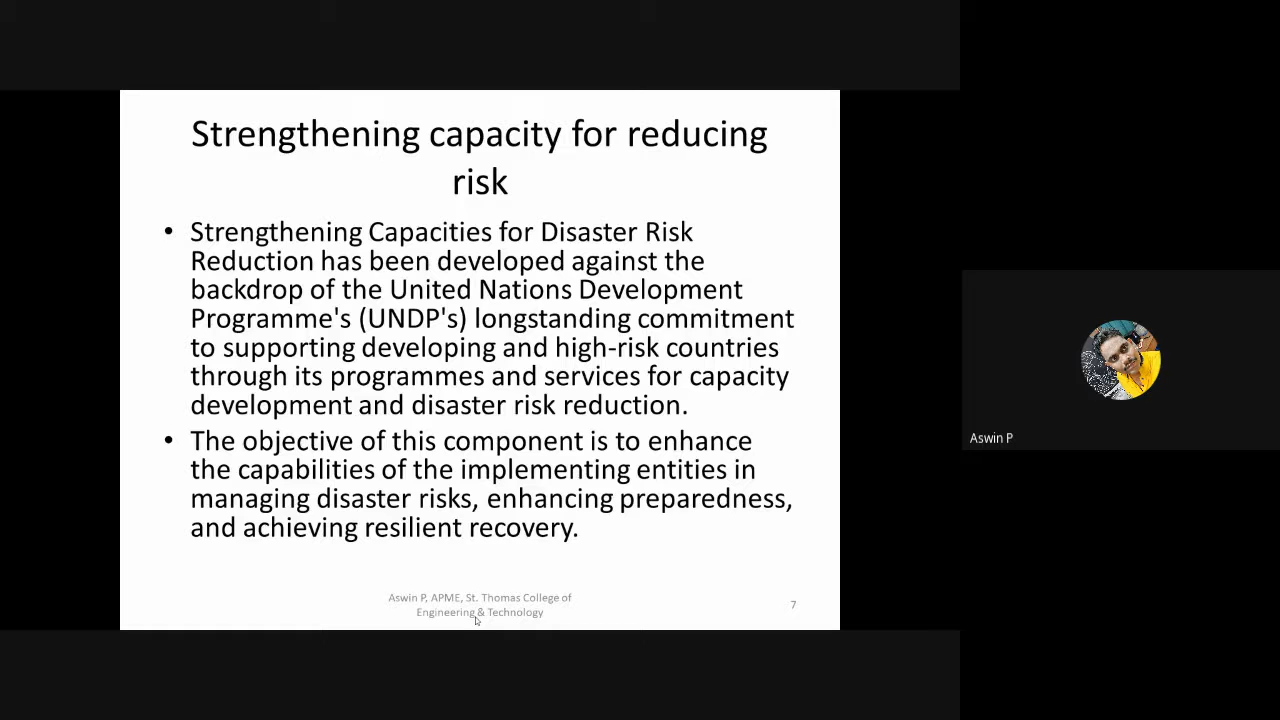 Strengthening capacity for reducing
risk
• Strengthening Capacities for Disaster Risk
Reduction has been developed against the
backdrop of the United Nations Development
Programme's (UNDP's) longstanding commitment
to supporting developing and high-risk countries
through its programmes and services for capacity
development and disaster risk reduction.
• The objective of this component is to enhance
the capabilities of the implementing entities in
managing disaster risks, enhancing preparedness,
and achieving resilient recovery.
Aswin P, APME, St. Thomas College of
Engineering & Technology
7
Aswin P